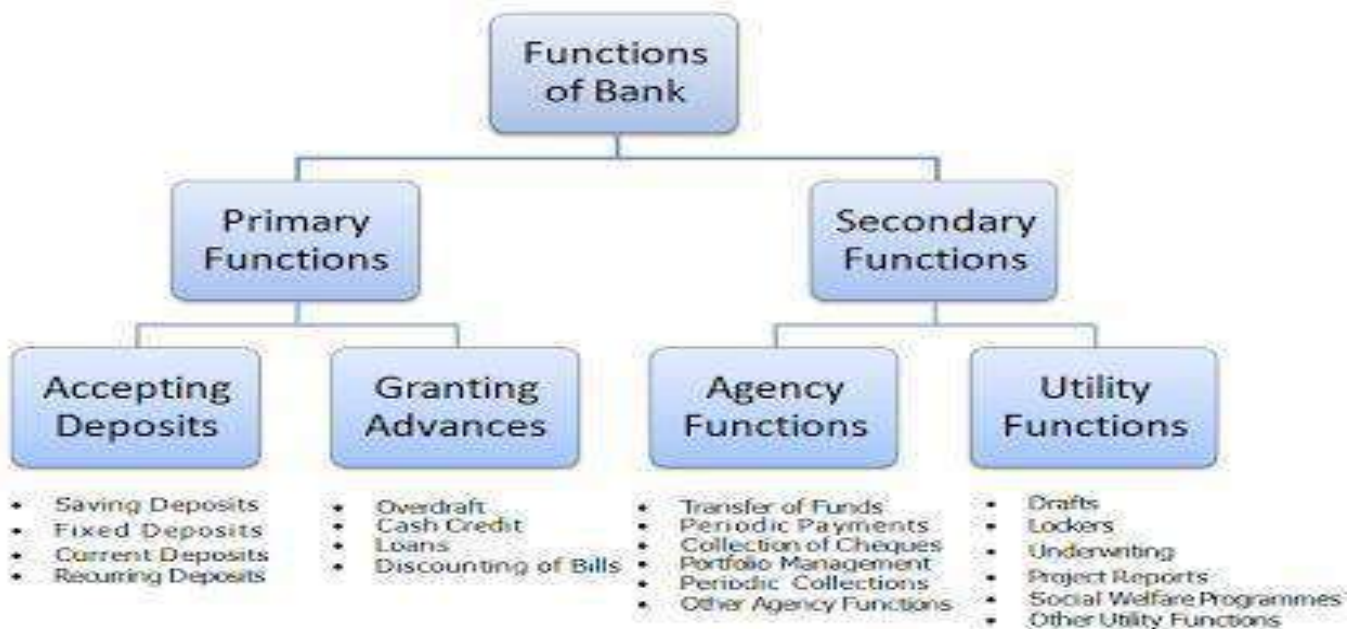 Functions
of Bank
Primary
Functions
Secondary
Functions
Accepting
Deposits
Granting
Advances
Agency
Functions
Utility
Functions
• Saving Deposits
• Fixed Deposits
• Current Deposits
• Recurring Deposits
• Overdraft
• Cash Credit
• Loans
• Discounting of Bills
• Transfer of Funds
• Periodic Payments
• Collection of Cheques
• Portfolio Management
• Periodic Collections
• Other Agency Functions
• Drafts
• Lockers
• Underwriting
• Project Reports
• Social Welfare Programmes
• Other Utility Functions